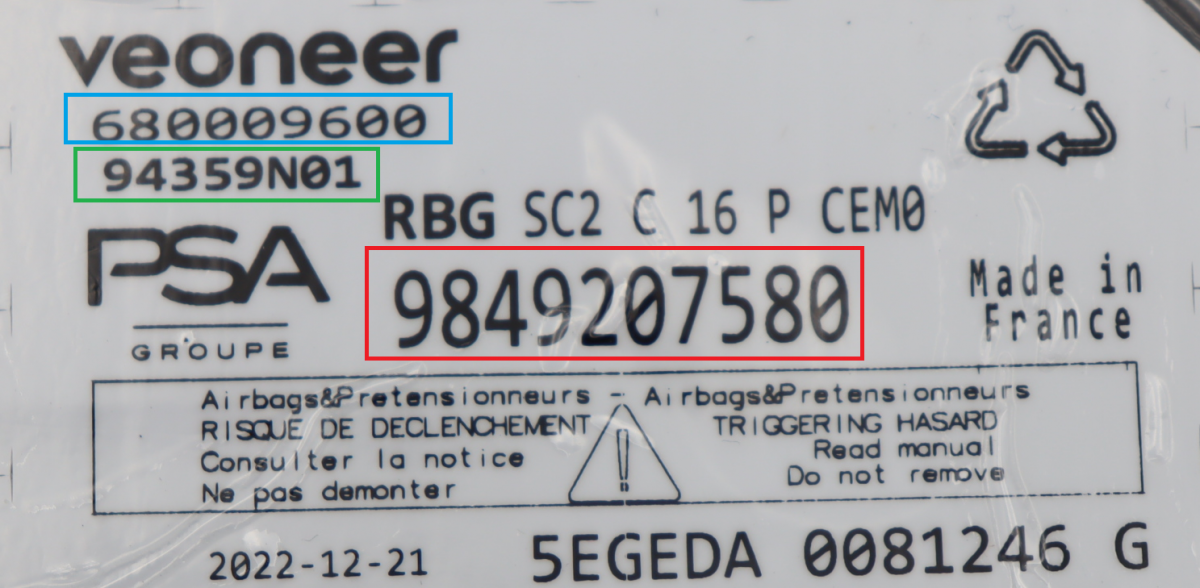 veoneer
680009600
94359N01
RBG SC2 C 16 P CEM0
PSA
GROUPE
9849207580
Made in
France
Airbags&Pretensionneurs - Airbags&Pretensionneurs
RISQUE DE DECLENCHEMENT
Consulter la notice
Ne pas demonter
TRIGGERING HASARD
Read manual
Do not remove
!
2022-12-21
5EGEDA 0081246 G